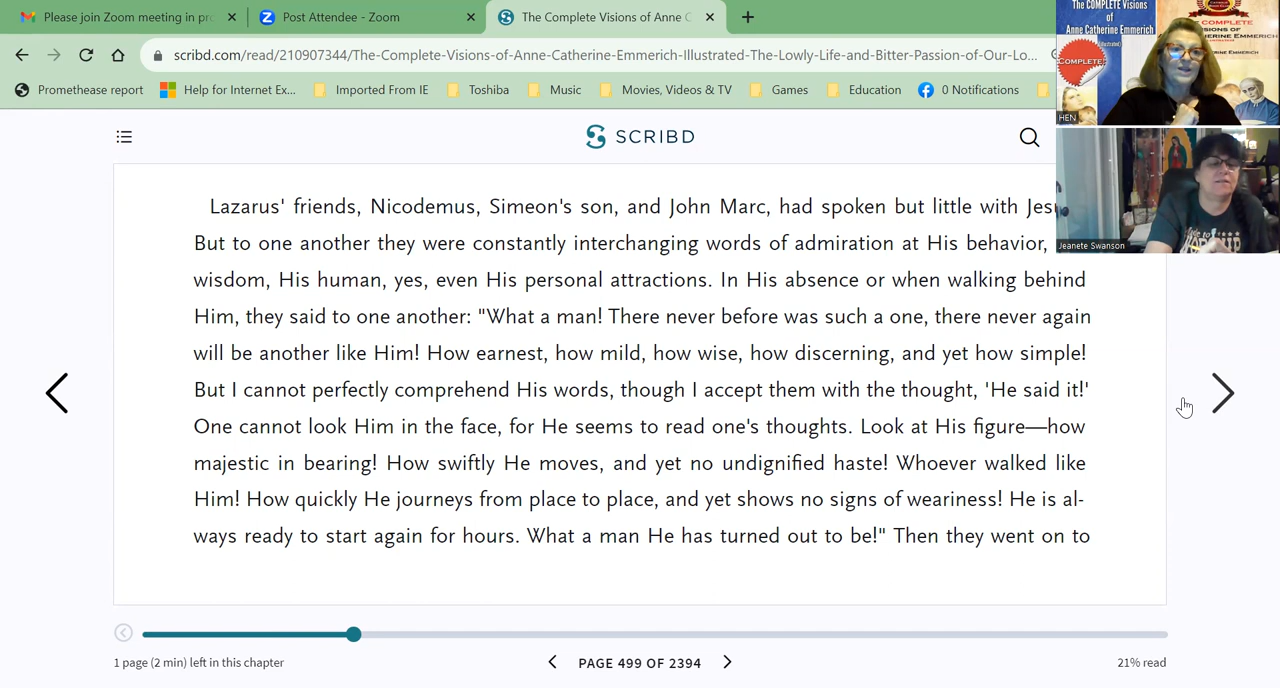 Please join Zoom meeting in pro
Post Attendee - Zoom
The Complete Visions of Anne C
scribd.com/read/210907344/The-Complete-Visions-of-Anne-Catherine-Emmerich-Illustrated-The-Lowly-Life-and-Bitter-Passion-of-Our-Lo...
Promethease report
Help for Internet Ex...
Imported From IE
Toshiba
Music
Movies, Videos & TV
Games
Education
0 Notifications
The COMPLETE Visions
of
Anne Catherine Emmerich
COMPLETE!
HEN
Jeanete Swanson
SCRIBD
Lazarus' friends, Nicodemus, Simeon's son, and John Marc, had spoken but little with Jesu
But to one another they were constantly interchanging words of admiration at His behavior,
wisdom, His human, yes, even His personal attractions. In His absence or when walking behind
Him, they said to one another: "What a man! There never before was such a one, there never again
will be another like Him! How earnest, how mild, how wise, how discerning, and yet how simple!
But I cannot perfectly comprehend His words, though I accept them with the thought, 'He said it!'
One cannot look Him in the face, for He seems to read one's thoughts. Look at His figure—how
majestic in bearing! How swiftly He moves, and yet no undignified haste! Whoever walked like
Him! How quickly He journeys from place to place, and yet shows no signs of weariness! He is al-
ways ready to start again for hours. What a man He has turned out to be!" Then they went on to
1 page (2 min) left in this chapter
PAGE 499 OF 2394
21% read